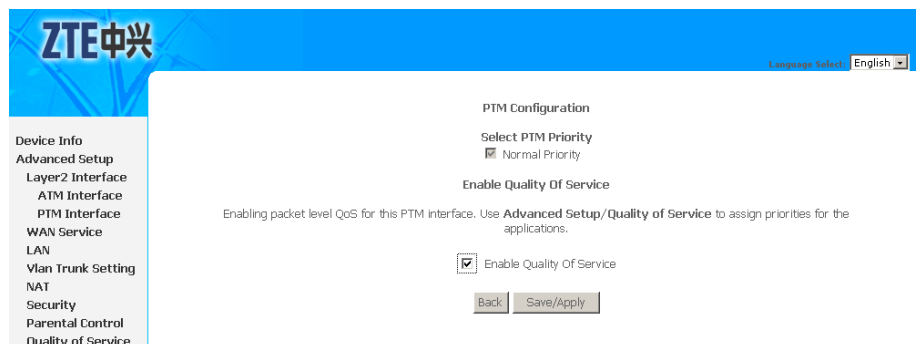 ZTE中兴
Language Select: English
PTM Configuration
Select PTM Priority
Normal Priority
Enable Quality Of Service
Enabling packet level QoS for this PTM interface. Use Advanced Setup/Quality of Service to assign priorities for the
applications.
Enable Quality Of Service
Back Save/Apply
Device Info
Advanced Setup
Layer2 Interface
ATM Interface
PTM Interface
WAN Service
LAN
Vlan Trunk Setting
NAT
Security
Parental Control
Quality of Service